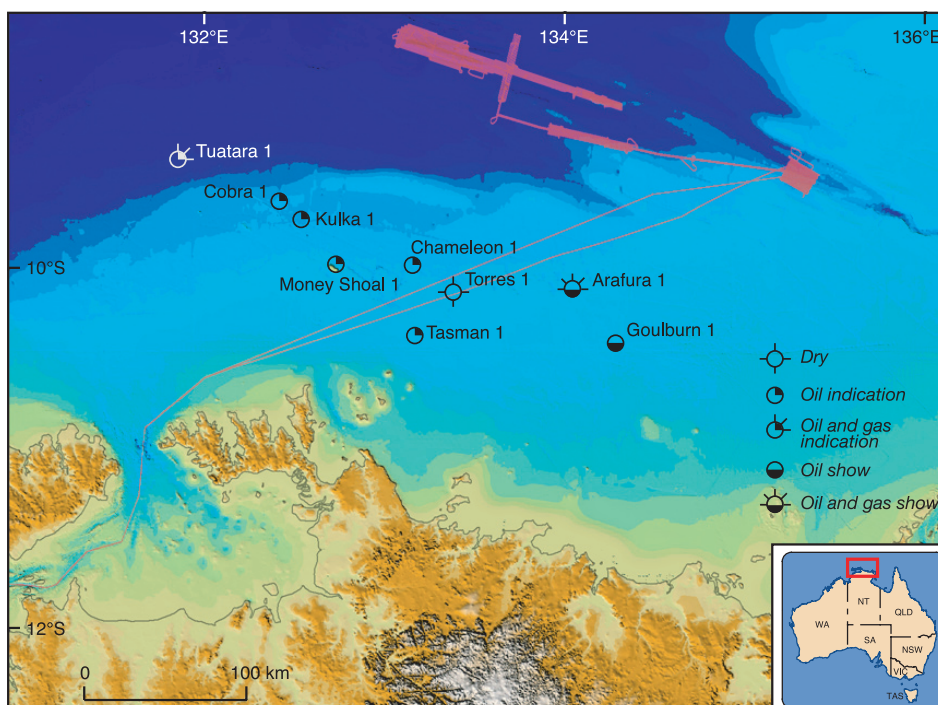 132°E
134°E
136°E
Tuatara 1
Cobra 1
Kulka 1
Chameleon 1
10°S
Money Shoal 1
Torres 1
Arafura 1
Tasman 1
Goulburn 1
Dry
Oil indication
Oil and gas
indication
Oil show
Oil and gas show
12°S
0
100 km
NT
QLD
WA
SA
NSW
VIC
TAS